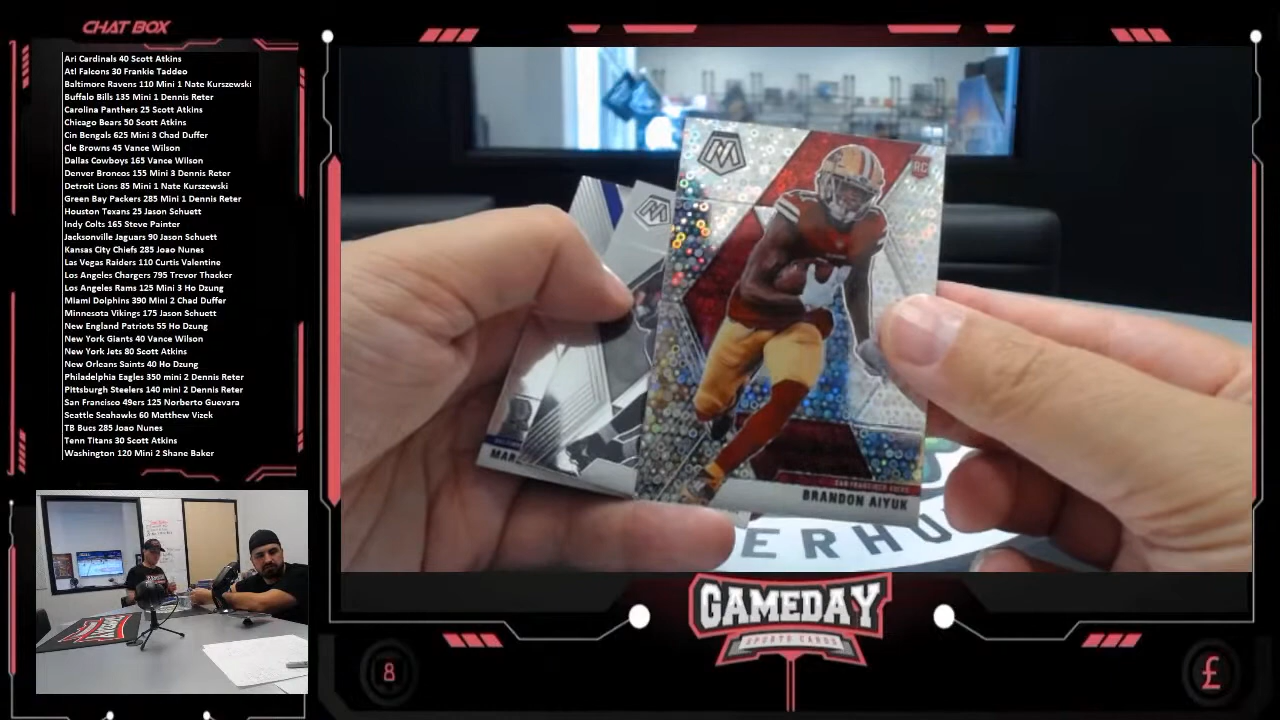 CHAT BOX
Ari Cardinals 40 Scott Atkins
Atl Falcons 30 Frankie Taddeo
Baltimore Ravens 110 Mini 1 Nate Kurszewski
Buffalo Bills 135 Mini 1 Dennis Reter
Carolina Panthers 25 Scott Atkins
Chicago Bears 50 Scott Atkins
Cin Bengals 625 Mini 3 Chad Duffer
Cle Browns 45 Vance Wilson
Dallas Cowboys 165 Vance Wilson
Denver Broncos 155 Mini 3 Dennis Reter
Detroit Lions 85 Mini 1 Nate Kurszewski
Green Bay Packers 285 Mini 1 Dennis Reter
Houston Texans 25 Jason Schuett
Indy Colts 165 Steve Painter
Jacksonville Jaguars 90 Jason Schuett
Kansas City Chiefs 285 Joao Nunes
Las Vegas Raiders 110 Curtis Valentine
Los Angeles Chargers 795 Trevor Thacker
Los Angeles Rams 125 Mini 3 Ho Dzung
Miami Dolphins 390 Mini 2 Chad Duffer
Minnesota Vikings 175 Jason Schuett
New England Patriots 55 Ho Dzung
New York Giants 40 Vance Wilson
New York Jets 80 Scott Atkins
New Orleans Saints 40 Ho Dzung
Philadelphia Eagles 350 mini 2 Dennis Reter
Pittsburgh Steelers 140 mini 2 Dennis Reter
San Francisco 49ers 125 Norberto Guevara
Seattle Seahawks 60 Matthew Vizek
TB Bucs 285 Joao Nunes
Tenn Titans 30 Scott Atkins
Washington 120 Mini 2 Shane Baker
RC
SAN FRANCISCO 49ERS
BRANDON AIYUK
MAR
ERHO
GAMEDAY
SPORTS CARDS
8
£